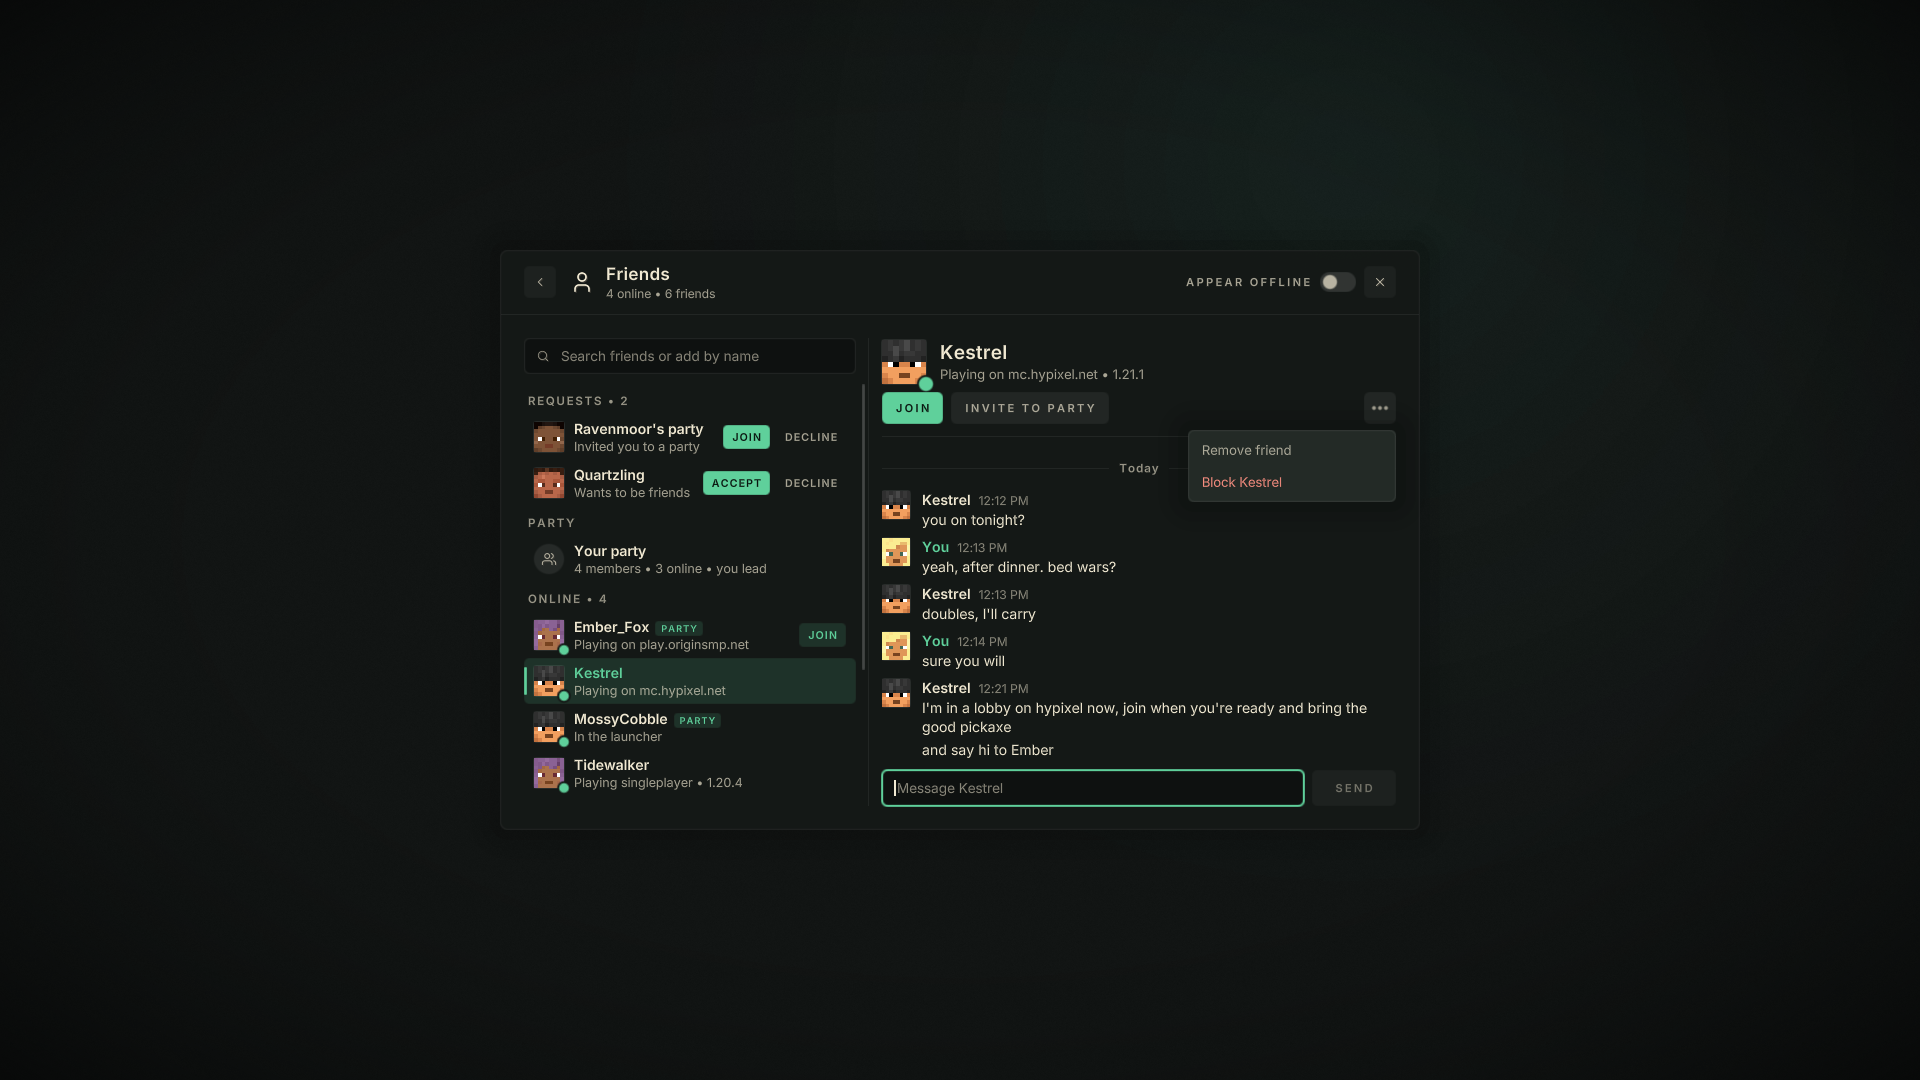 Friends
4 online • 6 friends
APPEAR OFFLINE
Search friends or add by name
REQUESTS • 2
Ravenmoor's party
Invited you to a party
JOIN
DECLINE
Quartzling
Wants to be friends
ACCEPT
DECLINE
PARTY
Your party
4 members • 3 online • you lead
ONLINE • 4
Ember_Fox PARTY
Playing on play.originsmp.net
JOIN
Kestrel
Playing on mc.hypixel.net
MossyCobble PARTY
In the launcher
Tidewalker
Playing singleplayer • 1.20.4
Kestrel
Playing on mc.hypixel.net • 1.21.1
JOIN
INVITE TO PARTY
Remove friend
Block Kestrel
Today
Kestrel 12:12 PM
you on tonight?
You 12:13 PM
yeah, after dinner. bed wars?
Kestrel 12:13 PM
doubles, I'll carry
You 12:14 PM
sure you will
Kestrel 12:21 PM
I'm in a lobby on hypixel now, join when you're ready and bring the
good pickaxe
and say hi to Ember
Message Kestrel
SEND